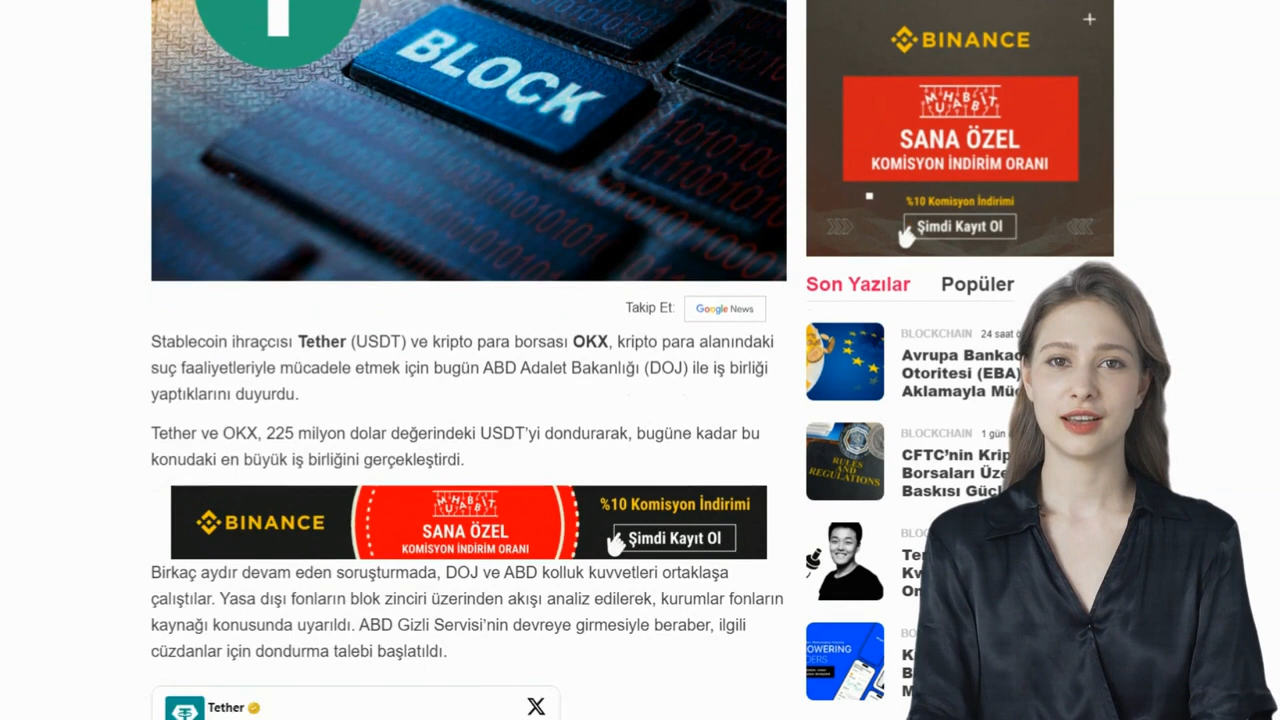 BLOCK
Takip Et:
Google News
Stablecoin ihraççısı Tether (USDT) ve kripto para borsası OKX, kripto para alanındaki
suç faaliyetleriyle mücadele etmek için bugün ABD Adalet Bakanlığı (DOJ) ile iş birliği
yaptıklarını duyurdu.
Tether ve OKX, 225 milyon dolar değerindeki USDT'yi dondurarak, bugüne kadar bu
konudaki en büyük iş birliğini gerçekleştirdi.
BINANCE
MUHABBIT
SANA ÖZEL
KOMİSYON İNDİRİM ORANI
%10 Komisyon İndirimi
Şimdi Kayıt Ol
Birkaç aydır devam eden soruşturmada, DOJ ve ABD kolluk kuvvetleri ortaklaşa
çalıştılar. Yasa dışı fonların blok zinciri üzerinden akışı analiz edilerek, kurumlar fonların
kaynağı konusunda uyarıldı. ABD Gizli Servisi'nin devreye girmesiyle beraber, ilgili
cüzdanlar için dondurma talebi başlatıldı.
Tether
BINANCE
MUHABBIT
SANA ÖZEL
KOMİSYON İNDİRİM ORANI
%10 Komisyon İndirimi
Şimdi Kayıt Ol
Son Yazılar Popüler
BLOCKCHAIN 24 saat
Avrupa Bankac
Otoritesi (EBA)
Aklamayla Mü
RULES
AND
REGULATIONS
BLOCKCHAIN 1 gün
CFTC'nin Krip
Borsaları Üze
Baskısı Güçl